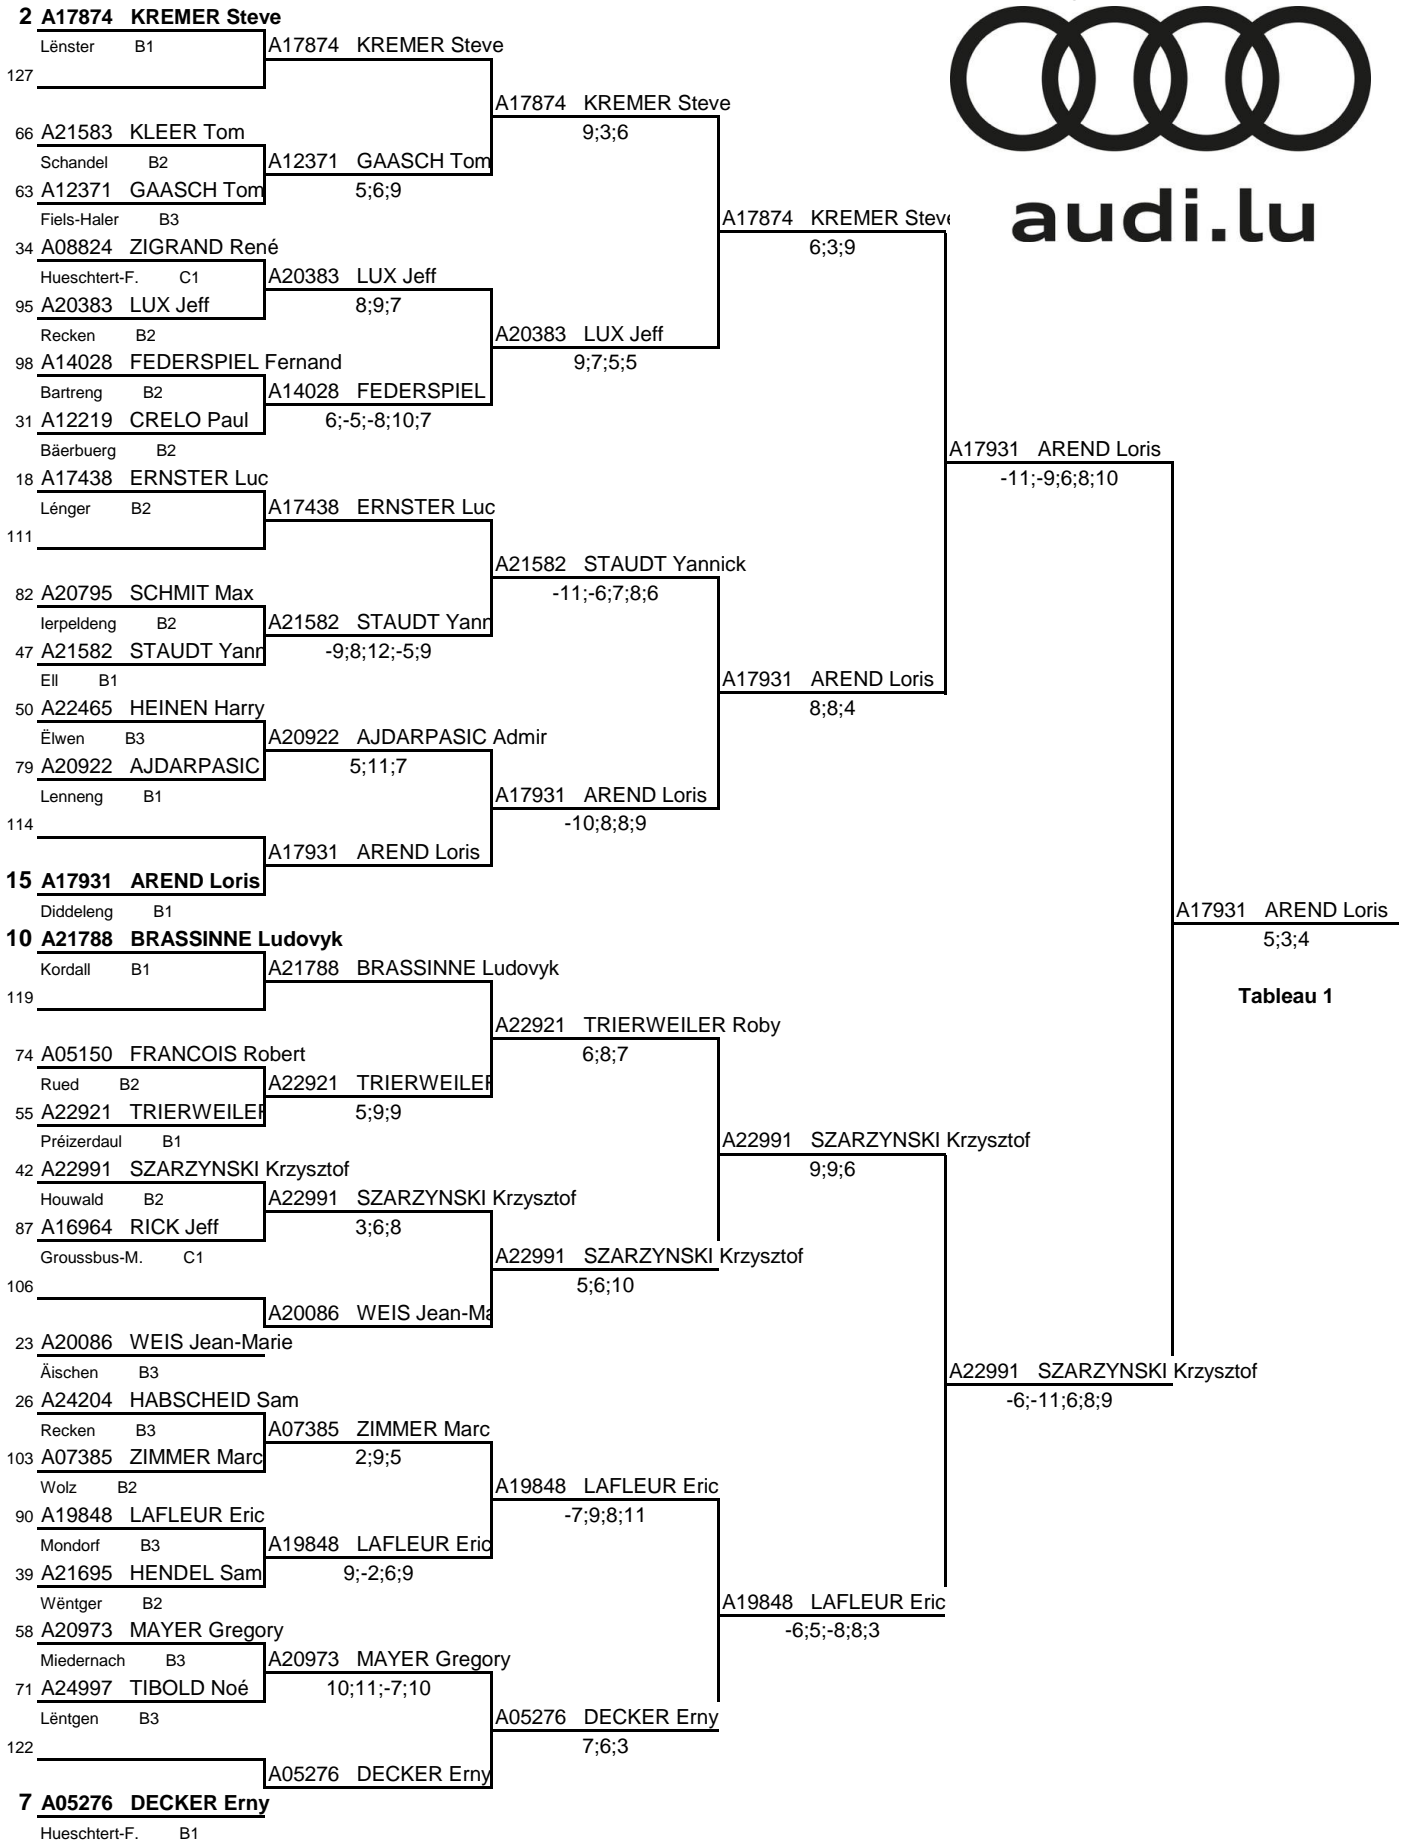 2 A17874 KREMER Steve
Lënster B1 A17874 KREMER Steve
127
A17874 KREMER Steve
66 A21583 KLEER Tom 9;3;6
Schandel B2 A12371 GAASCH Tom
63 A12371 GAASCH Tom 5;6;9
audi.lu
Fiels-Haler B3 A17874 KREMER Steve
34 A08824 ZIGRAND René 6;3;9
Hueschtert-F. C1 A20383 LUX Jeff
95 A20383 LUX Jeff 8;9;7
Recken B2 A20383 LUX Jeff
98 A14028 FEDERSPIEL Fernand 9;7;5;5
Bartreng B2 A14028 FEDERSPIEL
31 A12219 CRELO Paul 6;-5;-8;10;7
Bäerbuerg B2 A17931 AREND Loris
18 A17438 ERNSTER Luc -11;-9;6;8;10
Lénger B2 A17438 ERNSTER Luc
111
A21582 STAUDT Yannick
82 A20795 SCHMIT Max -11;-6;7;8;6
Ierpeldeng B2 A21582 STAUDT Yann
47 A21582 STAUDT Yann -9;8;12;-5;9
Ell B1 A17931 AREND Loris
50 A22465 HEINEN Harry 8;8;4
Ëlwen B3 A20922 AJDARPASIC Admir
79 A20922 AJDARPASIC 5;11;7
Lenneng B1 A17931 AREND Loris
114 -10;8;8;9
A17931 AREND Loris
15 A17931 AREND Loris
Diddeleng B1 A17931 AREND Loris
10 A21788 BRASSINNE Ludovyk 5;3;4
Kordall B1 A21788 BRASSINNE Ludovyk
119 Tableau 1
A22921 TRIERWEILER Roby
74 A05150 FRANCOIS Robert 6;8;7
Rued B2 A22921 TRIERWEILER
55 A22921 TRIERWEILER 5;9;9
Préizerdaul B1 A22991 SZARZYNSKI Krzysztof
42 A22991 SZARZYNSKI Krzysztof 9;9;6
Houwald B2 A22991 SZARZYNSKI Krzysztof
87 A16964 RICK Jeff 3;6;8
Groussbus-M. C1 A22991 SZARZYNSKI Krzysztof
106 5;6;10
A20086 WEIS Jean-Ma
23 A20086 WEIS Jean-Marie
Äischen B3 A22991 SZARZYNSKI Krzysztof
26 A24204 HABSCHEID Sam -6;-11;6;8;9
Recken B3 A07385 ZIMMER Marc
103 A07385 ZIMMER Marc 2;9;5
Wolz B2 A19848 LAFLEUR Eric
90 A19848 LAFLEUR Eric -7;9;8;11
Mondorf B3 A19848 LAFLEUR Eric
39 A21695 HENDEL Sam 9;-2;6;9
Wëntger B2 A19848 LAFLEUR Eric
58 A20973 MAYER Gregory -6;5;-8;8;3
Miedernach B3 A20973 MAYER Gregory
71 A24997 TIBOLD Noé 10;11;-7;10
Lëntgen B3 A05276 DECKER Erny
122 7;6;3
A05276 DECKER Erny
7 A05276 DECKER Erny
Hueschtert-F. B1